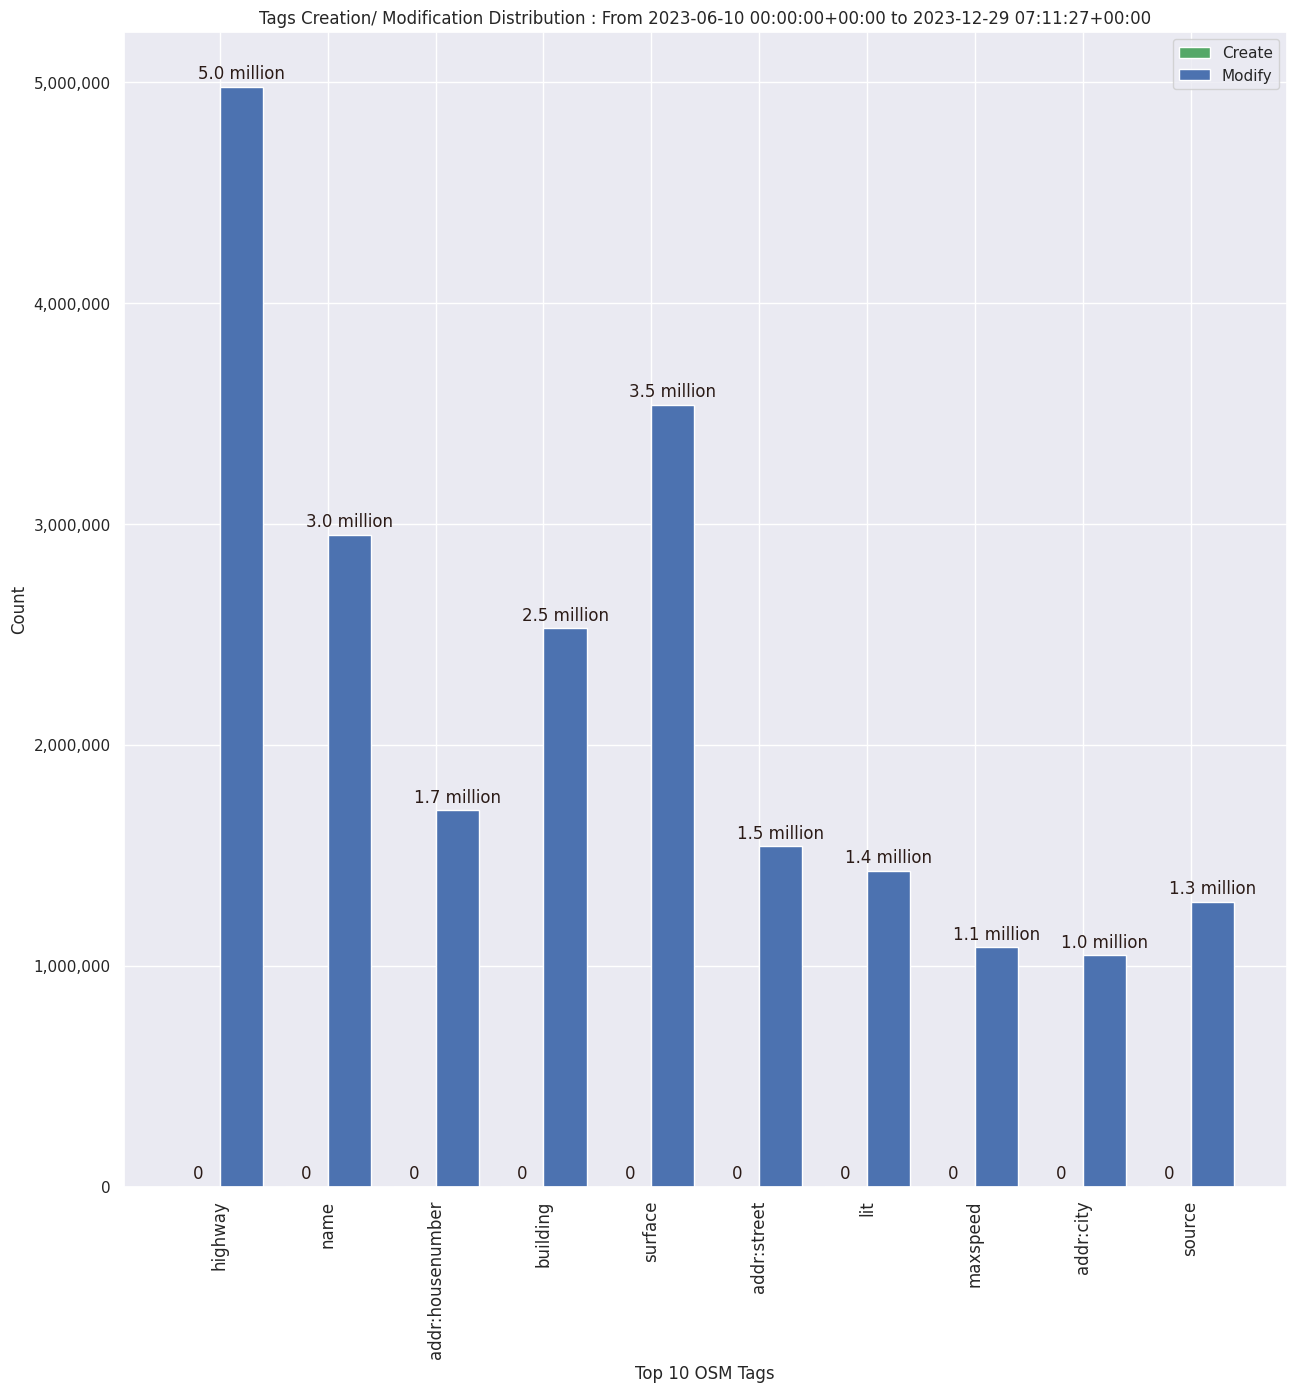 Tags Creation/ Modification Distribution : From 2023-06-10 00:00:00+00:00 to 2023-12-29 07:11:27+00:00
Create
Modify
5,000,000
4,000,000
3,000,000
2,000,000
1,000,000
0
Count
5.0 million
3.0 million
1.7 million
2.5 million
3.5 million
1.5 million
1.4 million
1.1 million
1.0 million
1.3 million
0
0
0
0
0
0
0
0
0
0
highway
name
addr:housenumber
building
surface
addr:street
lit
maxspeed
addr:city
source
Top 10 OSM Tags